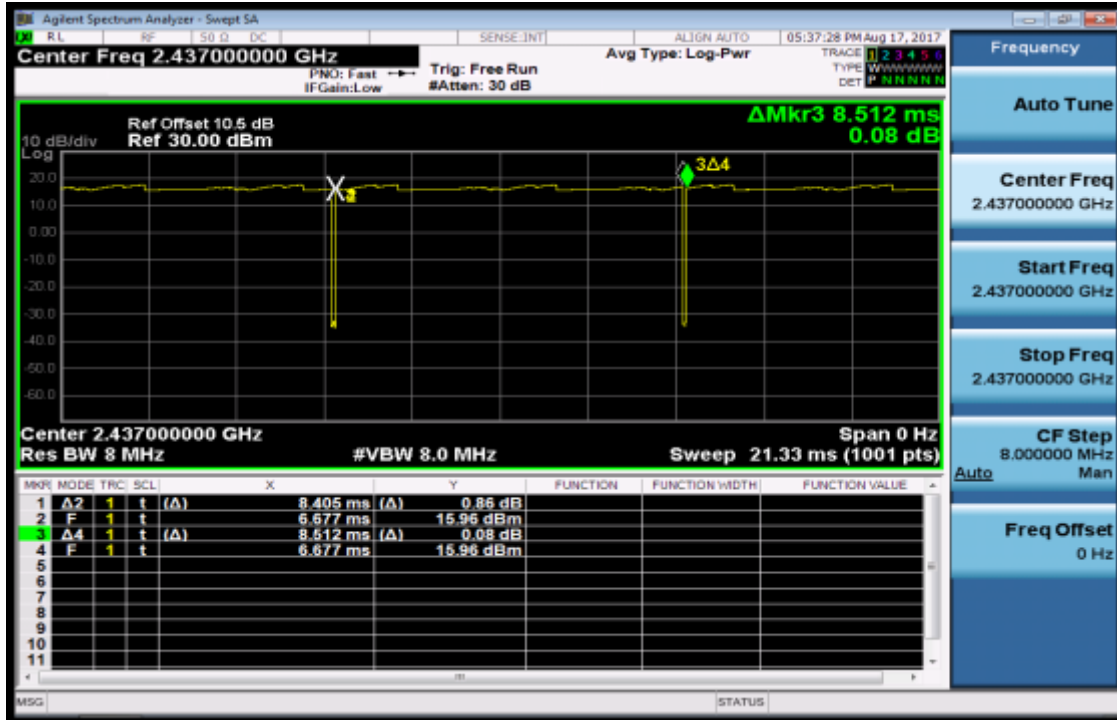 Agilent Spectrum Analyzer - Swept SA
RL RF 50 Ω DC SENSE:INT ALIGN AUTO 05:37:28 PM Aug 17, 2017
Center Freq 2.437000000 GHz
PNO: Fast
IFGain:Low
Trig: Free Run
#Atten: 30 dB
Avg Type: Log-Pwr
TRACE 1 2 3 4 5 6
TYPE WWWWWW
DET P N N N N N
Frequency
Auto Tune
Center Freq
2.437000000 GHz
Start Freq
2.437000000 GHz
Stop Freq
2.437000000 GHz
CF Step
8.000000 MHz
Auto Man
Freq Offset
0 Hz
ΔMkr3 8.512 ms
0.08 dB
Ref Offset 10.5 dB
10 dB/div Ref 30.00 dBm
Log
20.0
10.0
0.00
-10.0
-20.0
-30.0
-40.0
-50.0
-60.0
3Δ4
Center 2.437000000 GHz Span 0 Hz
Res BW 8 MHz #VBW 8.0 MHz Sweep 21.33 ms (1001 pts)
MKR MODE TRC SCL X Y FUNCTION FUNCTION WIDTH FUNCTION VALUE
1 Δ2 1 t (Δ) 8.405 ms (Δ) 0.86 dB
2 F 1 t 6.677 ms 15.96 dBm
3 Δ4 1 t (Δ) 8.512 ms (Δ) 0.08 dB
4 F 1 t 6.677 ms 15.96 dBm
5
6
7
8
9
10
11
MSG STATUS